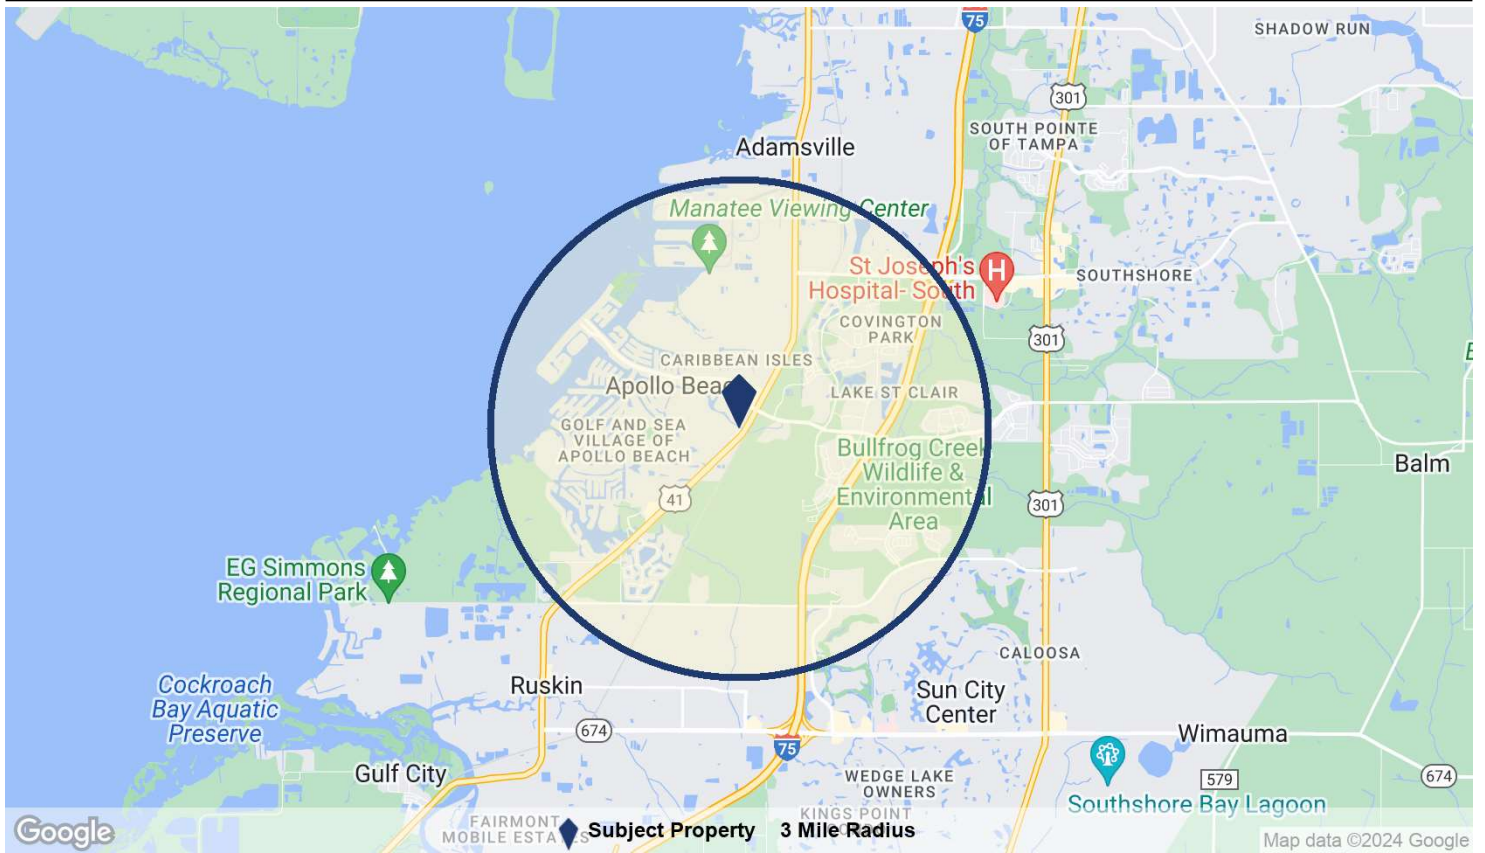 75
SHADOW RUN
301
SOUTH POINTE
OF TAMPA
Adamsville
Manatee Viewing Center
St Joseph's
Hospital- South
H
SOUTHSHORE
COVINGTON
PARK
301
CARIBBEAN ISLES
Apollo Beac
LAKE ST CLAIR
GOLF AND SEA
VILLAGE OF
APOLLO BEACH
Bullfrog Creek
Wildlife &
Environmental
Area
Balm
41
301
EG Simmons
Regional Park
CALOOSA
Cockroach
Bay Aquatic
Preserve
Ruskin
Sun City
Center
674
75
Wimauma
Gulf City
WEDGE LAKE
OWNERS
579
674
Southshore Bay Lagoon
KINGS POINT
FAIRMONT
MOBILE ESTATES
Subject Property 3 Mile Radius
Google
Map data ©2024 Google